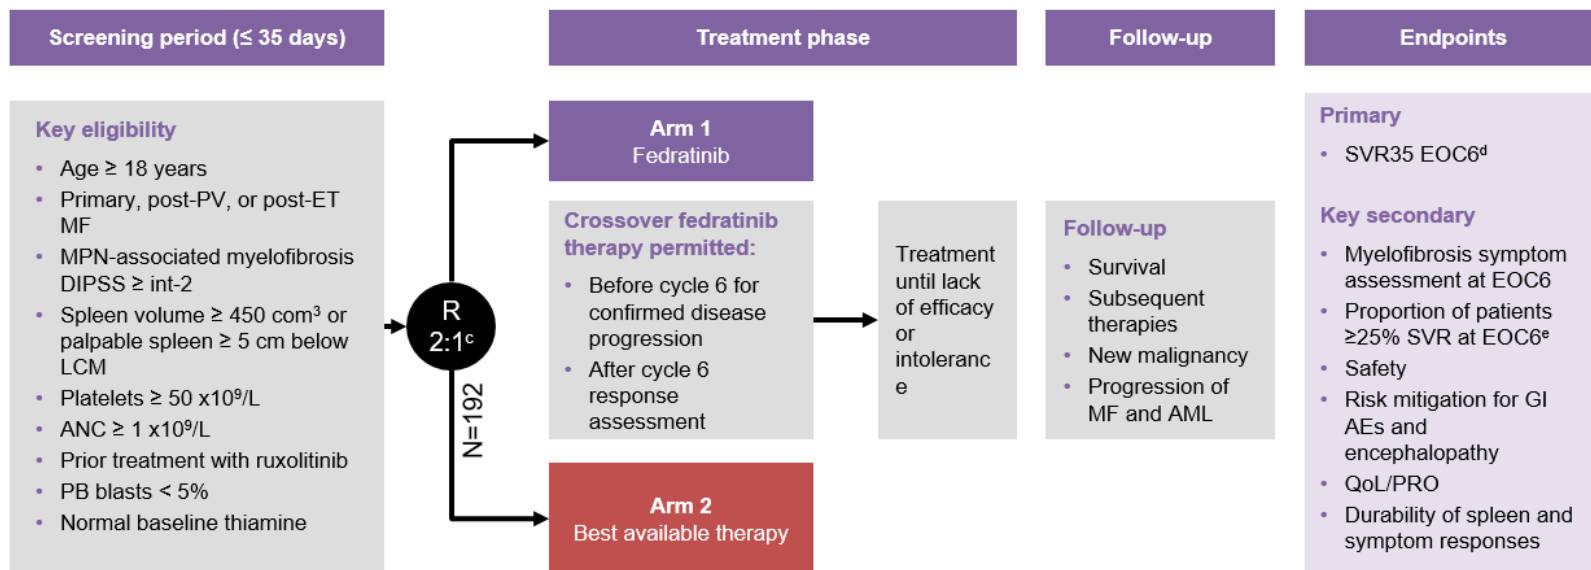 Screening period (≤ 35 days)
Treatment phase
Follow-up
Endpoints
Key eligibility
• Age ≥ 18 years
• Primary, post-PV, or post-ET
MF
• MPN-associated myelofibrosis
DIPSS ≥ int-2
• Spleen volume ≥ 450 com³ or
palpable spleen ≥ 5 cm below
LCM
• Platelets ≥ 50 x10⁹/L
• ANC ≥ 1 x10⁹/L
• Prior treatment with ruxolitinib
• PB blasts < 5%
• Normal baseline thiamine
R
2:1ᶜ
N=192
Arm 1
Fedratinib
Crossover fedratinib
therapy permitted:
• Before cycle 6 for
confirmed disease
progression
• After cycle 6
response
assessment
Arm 2
Best available therapy
Treatment
until lack
of efficacy
or
intoleranc
e
Follow-up
• Survival
• Subsequent
therapies
• New malignancy
• Progression of
MF and AML
Primary
• SVR35 EOC6ᵈ
Key secondary
• Myelofibrosis symptom
assessment at EOC6
• Proportion of patients
≥25% SVR at EOC6ᵉ
• Safety
• Risk mitigation for GI
AEs and
encephalopathy
• QoL/PRO
• Durability of spleen and
symptom responses